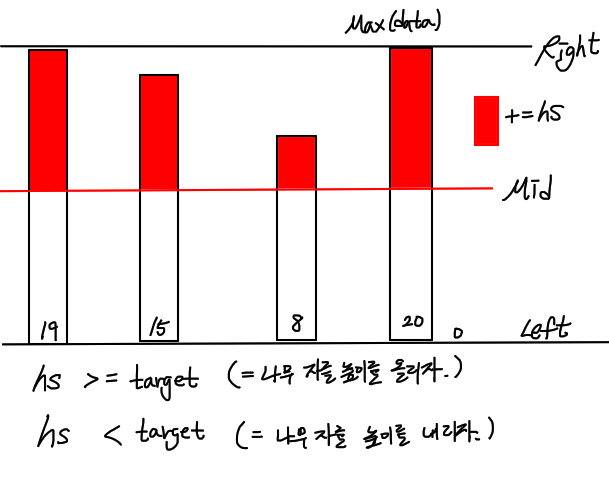 Max(data)
Right
+=hs
Mid
19 15 8 20 0 Left
hs >= target (= 나무 자를 높이를 올리자.)
hs < target (= 나무 자를 높이를 내리자.)